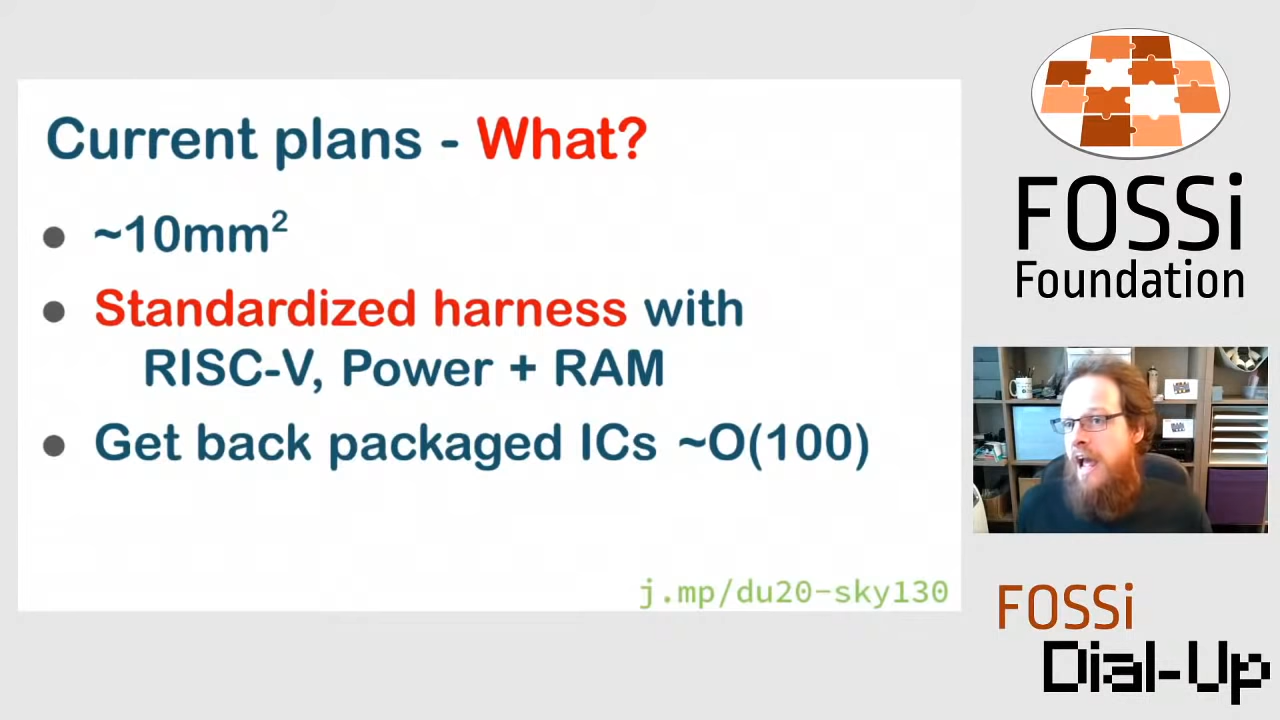 Current plans - What?
● ~10mm²
● Standardized harness with
RISC-V, Power + RAM
● Get back packaged ICs ~O(100)
j.mp/du20-sky130
FOSSi
Foundation
FOSSi
Dial-Up